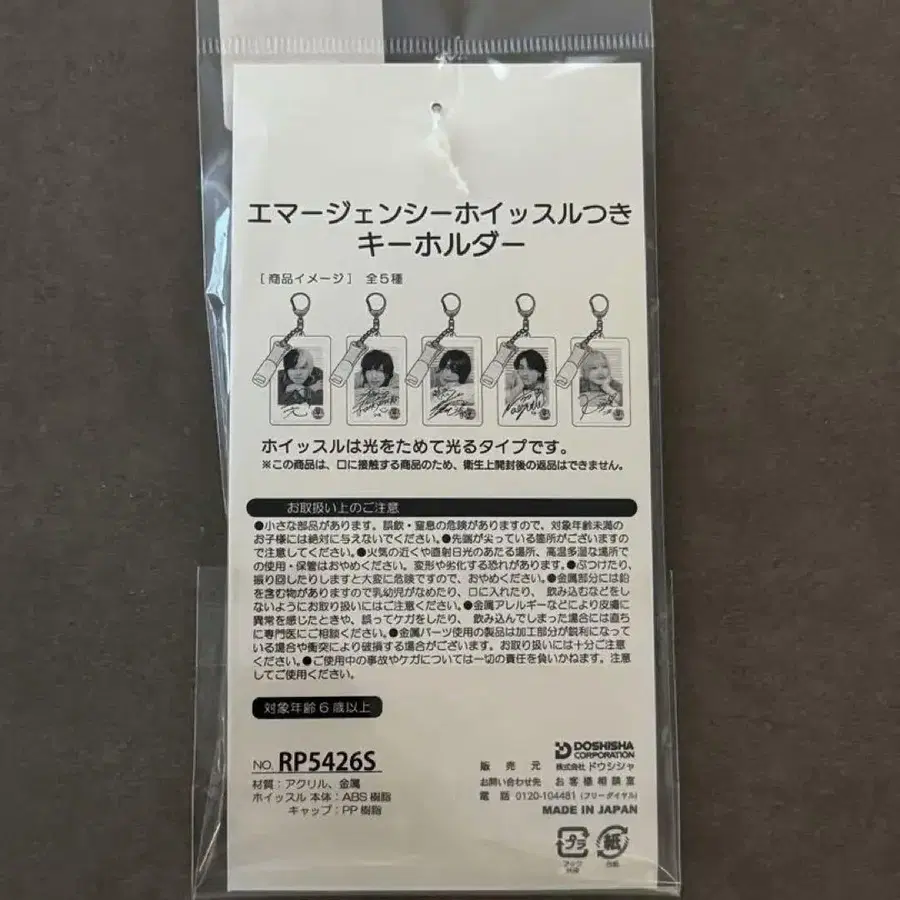 エマージェンシーホイッスルつき
キーホルダー
[商品イメージ] 全5種
ホイッスルは光をためて光るタイプです。
※この商品は、口に接触する商品のため、衛生上開封後の返品はできません。
お取扱い上のご注意
●小さな部品があります。誤飲・窒息の危険がありますので、対象年齢未満の
お子様には絶対に与えないでください。●先端が尖っている箇所がございますの
で注意してください。●火気の近くや直射日光のあたる場所、高温多湿な場所で
の使用・保管はおやめください。変形や劣化する恐れがあります。●ぶつけたり、
振り回したりしますと大変に危険ですので、おやめください。●金属部分には鉛
を含む物がありますので乳幼児がなめたり、口に入れたり、飲み込むなどをし
ないようにお取り扱いにはご注意ください。●金属アレルギーなどにより皮膚に
異常を感じたときや、誤ってケガをしたり、飲み込んでしまった場合には直ち
に専門医にご相談ください。●金属パーツ使用の製品は加工部分が鋭利になって
いる場合や衝突により破損する場合がございます。お取り扱いには十分ご注意
ください。●ご使用中の事故やケガについては一切の責任を負いかねます。注意
してご使用ください。
対象年齢6歳以上
NO. RP5426S
材質：アクリル、金属
ホイッスル 本体：ABS樹脂
キャップ：PP樹脂
DOSHISHA
CORPORATION
販売元 株式会社ドウシシャ
お問い合わせ先 お客様相談室
電話 0120-104481 (フリーダイヤル)
MADE IN JAPAN
プラ
紙
台紙